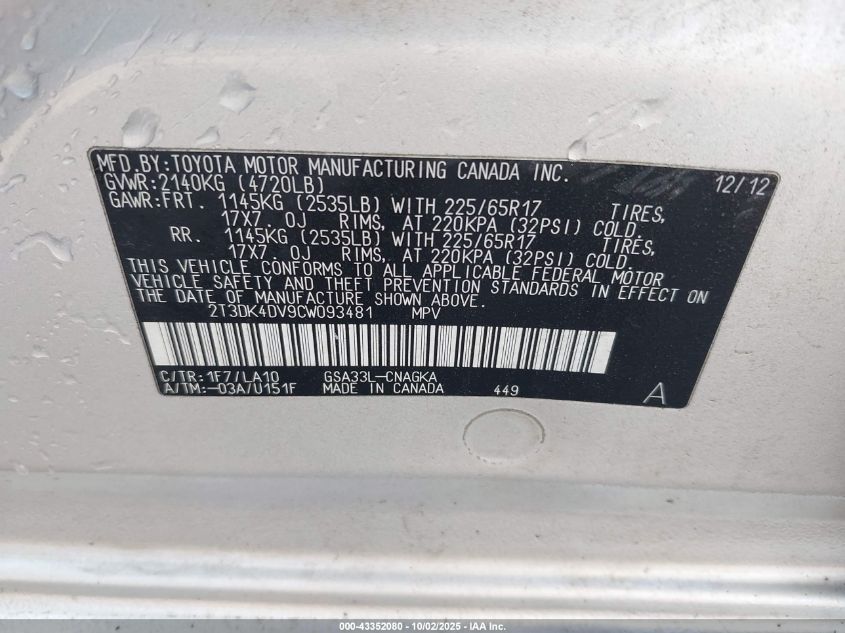 MFD.BY:TOYOTA MOTOR MANUFACTURING CANADA INC. 12/12
GVWR:2140KG (4720LB)
GAWR:FRT. 1145KG (2535LB) WITH 225/65R17 TIRES,
17X7.0J RIMS, AT 220KPA (32PSI) COLD.
RR. 1145KG (2535LB) WITH 225/65R17 TIRES,
17X7.0J RIMS, AT 220KPA (32PSI) COLD.
THIS VEHICLE CONFORMS TO ALL APPLICABLE FEDERAL MOTOR
VEHICLE SAFETY AND THEFT PREVENTION STANDARDS IN EFFECT ON
THE DATE OF MANUFACTURE SHOWN ABOVE.
2T3DK4DV9CW093481 MPV
C/TR:1F7/LA10 GSA33L-CNAGKA
A/TM:-03A/U151F MADE IN CANADA 449 A
000-43352080 - 10/02/2025 - IAA Inc.